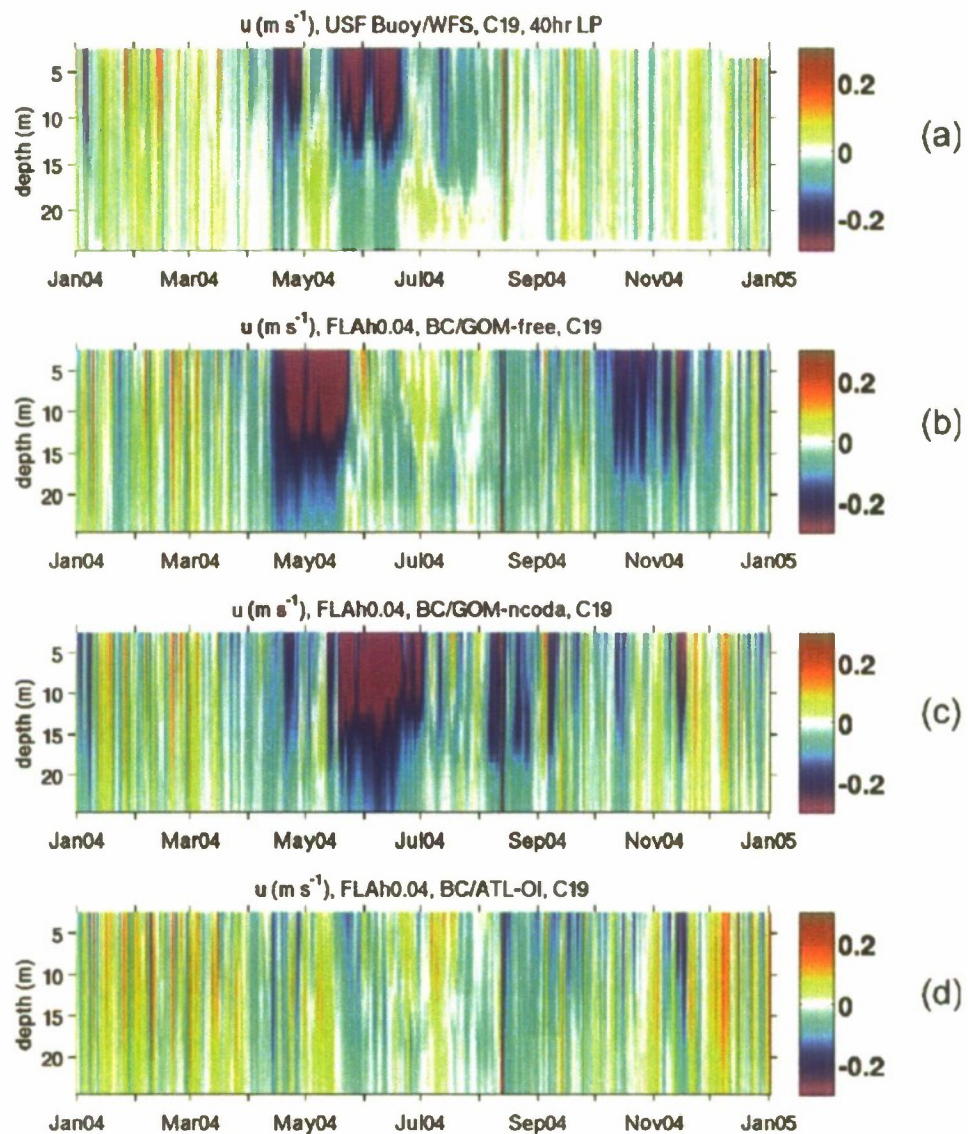 u (m s-1), USF Buoy/WFS, C19, 40hr LP
depth (m)
5
10
15
20
Jan04 Mar04 May04 Jul04 Sep04 Nov04 Jan05
0.2
0
-0.2
(a)
u (m s-1), FLAh0.04, BC/GOM-free, C19
depth (m)
5
10
15
20
Jan04 Mar04 May04 Jul04 Sep04 Nov04 Jan05
0.2
0
-0.2
(b)
u (m s-1), FLAh0.04, BC/GOM-ncoda, C19
depth (m)
5
10
15
20
Jan04 Mar04 May04 Jul04 Sep04 Nov04 Jan05
0.2
0
-0.2
(c)
u (m s-1), FLAh0.04, BC/ATL-OI, C19
depth (m)
5
10
15
20
Jan04 Mar04 May04 Jul04 Sep04 Nov04 Jan05
0.2
0
-0.2
(d)